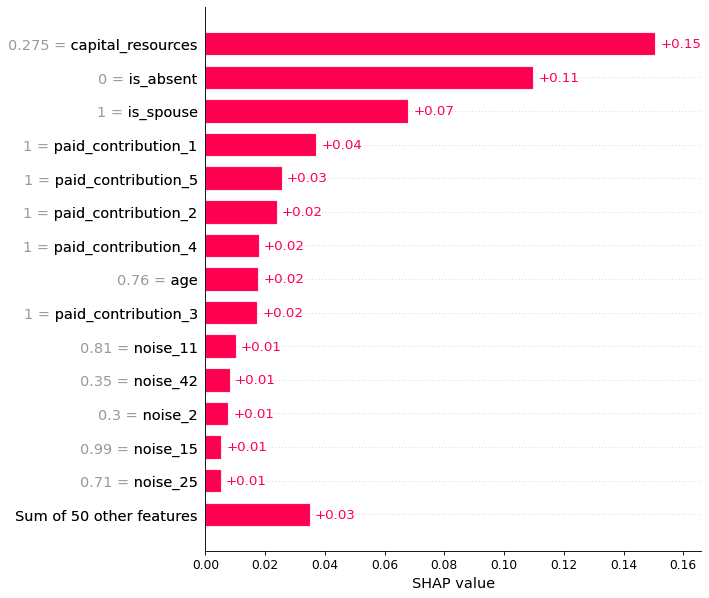 0.275 = capital_resources +0.15
0 = is_absent +0.11
1 = is_spouse +0.07
1 = paid_contribution_1 +0.04
1 = paid_contribution_5 +0.03
1 = paid_contribution_2 +0.02
1 = paid_contribution_4 +0.02
0.76 = age +0.02
1 = paid_contribution_3 +0.02
0.81 = noise_11 +0.01
0.35 = noise_42 +0.01
0.3 = noise_2 +0.01
0.99 = noise_15 +0.01
0.71 = noise_25 +0.01
Sum of 50 other features +0.03
0.00 0.02 0.04 0.06 0.08 0.10 0.12 0.14 0.16
SHAP value